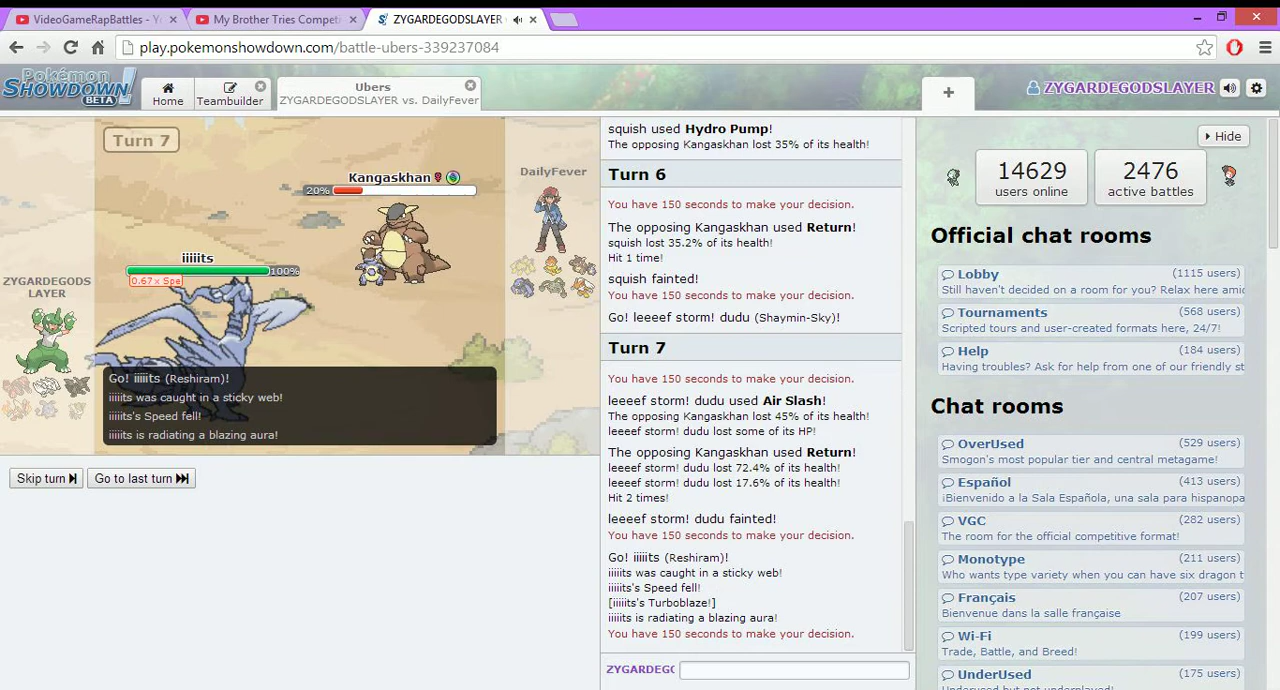 VideoGameRapBattles - Y
My Brother Tries Competi
ZYGARDEGODSLAYER
play.pokemonshowdown.com/battle-ubers-339237084
Pokémon
SHOWDOWN!
BETA
Home
Teambuilder
Ubers
ZYGARDEGODSLAYER vs. DailyFever
+
ZYGARDEGODSLAYER
Turn 7
Kangaskhan
20%
iiiiits
100%
0.67x Spe
ZYGARDEGODS
LAYER
DailyFever
Go! iiiiits (Reshiram)!
iiiiits was caught in a sticky web!
iiiiits's Speed fell!
iiiiits is radiating a blazing aura!
Skip turn
Go to last turn
squish used Hydro Pump!
The opposing Kangaskhan lost 35% of its health!
Turn 6
You have 150 seconds to make your decision.
The opposing Kangaskhan used Return!
squish lost 35.2% of its health!
Hit 1 time!
squish fainted!
You have 150 seconds to make your decision.
Go! leeeef storm! dudu (Shaymin-Sky)!
Turn 7
You have 150 seconds to make your decision.
leeeef storm! dudu used Air Slash!
The opposing Kangaskhan lost 45% of its health!
leeeef storm! dudu lost some of its HP!
The opposing Kangaskhan used Return!
leeeef storm! dudu lost 72.4% of its health!
leeeef storm! dudu lost 17.6% of its health!
Hit 2 times!
leeeef storm! dudu fainted!
You have 150 seconds to make your decision.
Go! iiiiits (Reshiram)!
iiiiits was caught in a sticky web!
iiiiits's Speed fell!
[iiiiits's Turboblaze!]
iiiiits is radiating a blazing aura!
You have 150 seconds to make your decision.
ZYGARDEGO
Hide
14629
users online
2476
active battles
Official chat rooms
Lobby (1115 users)
Still haven't decided on a room for you? Relax here amid
Tournaments (568 users)
Scripted tours and user-created formats here, 24/7!
Help (184 users)
Having troubles? Ask for help from one of our friendly st
Chat rooms
OverUsed (529 users)
Smogon's most popular tier and central metagame!
Español (413 users)
¡Bienvenido a la Sala Española, una sala para hispanopa
VGC (282 users)
The room for the official competitive format!
Monotype (211 users)
Who wants type variety when you can have six dragon t
Français (207 users)
Bienvenue dans la salle française
Wi-Fi (199 users)
Trade, Battle, and Breed!
UnderUsed (175 users)
Underused but not underplayed!